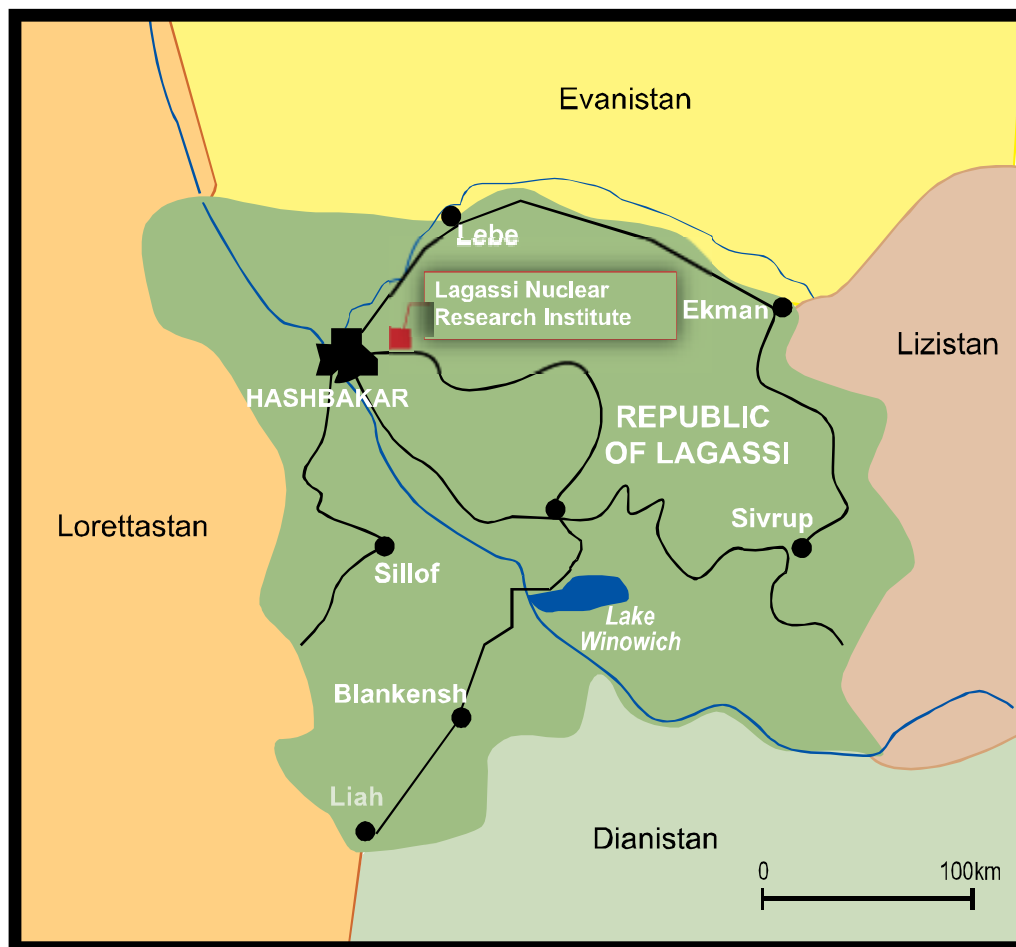 Evanistan
Lebe
Lagassi Nuclear
Research Institute
Ekman
Lizistan
HASHBAKAR
REPUBLIC
OF LAGASSI
Lorettastan
Sivrup
Sillof
Lake
Winowich
Blankensh
Liah
Dianistan
0 100km